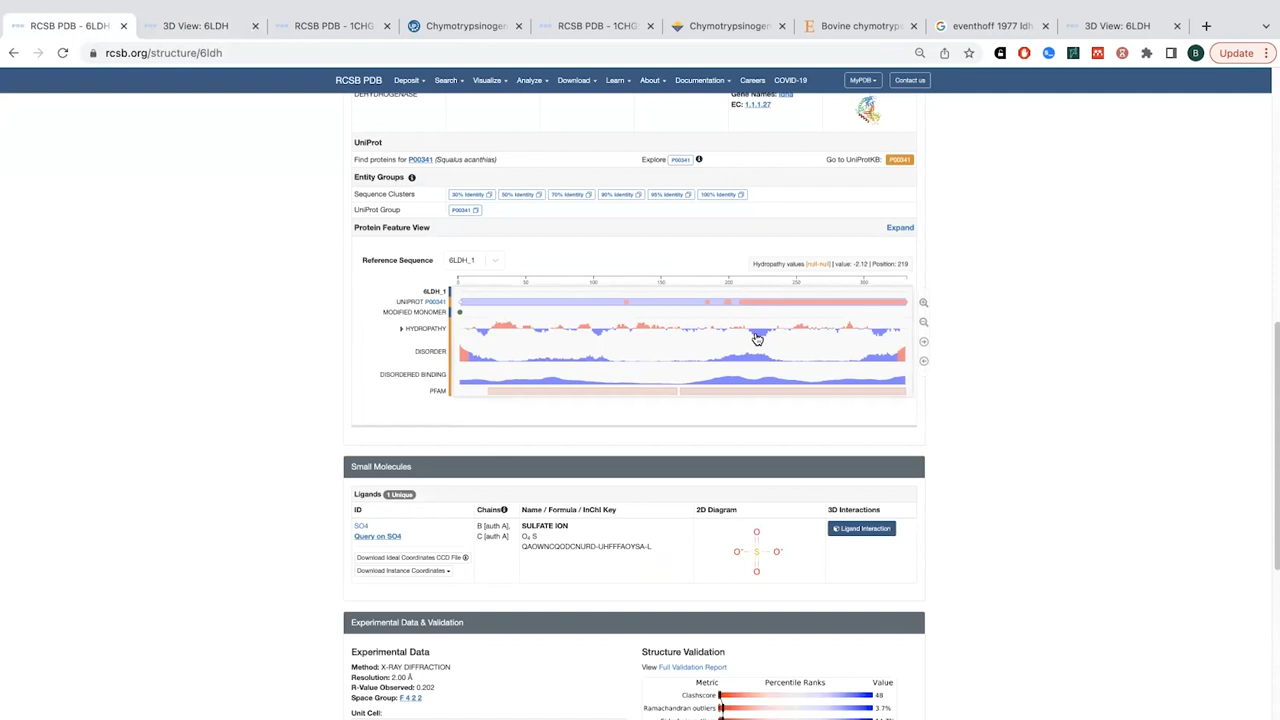 RCSB PDB - 6LDH
3D View: 6LDH
RCSB PDB - 1CHG
Chymotrypsinogen
RCSB PDB - 1CHG
Chymotrypsinogen
Bovine chymotryps
eventhoff 1977 ldh
3D View: 6LDH
rcsb.org/structure/6ldh
Update
RCSB PDB Deposit Search Visualize Analyze Download Learn About Documentation Careers COVID-19 MyPDB Contact us
DEHYDROGENASE
Gene Names: ldha
EC: 1.1.1.27
UniProt
Find proteins for P00341 (Squalus acanthias) Explore P00341 Go to UniProtKB: P00341
Entity Groups
Sequence Clusters 30% Identity 50% Identity 70% Identity 90% Identity 95% Identity 100% Identity
UniProt Group P00341
Protein Feature View Expand
Reference Sequence 6LDH_1
Hydropathy values [null-null] | value: -2.12 | Position: 219
0 50 100 150 200 250 300
6LDH_1
UNIPROT P00341
MODIFIED MONOMER
HYDROPATHY
DISORDER
DISORDERED BINDING
PFAM
Small Molecules
Ligands 1 Unique
ID Chains Name / Formula / InChI Key 2D Diagram 3D Interactions
SO4 B [auth A], SULFATE ION
Query on SO4 C [auth A] O4 S
QAOWNCQODCNURD-UHFFFAOYSA-L
Ligand Interaction
O
O- S O-
O
Download Ideal Coordinates CCD File
Download Instance Coordinates
Experimental Data & Validation
Experimental Data
Method: X-RAY DIFFRACTION
Resolution: 2.00 Å
R-Value Observed: 0.202
Space Group: F 4 2 2
Unit Cell:
Structure Validation
View Full Validation Report
Metric Percentile Ranks Value
Clashscore 48
Ramachandran outliers 3.7%